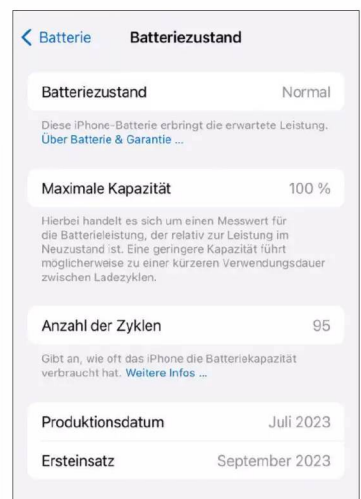 Batterie
Batteriezustand
Batteriezustand Normal
Diese iPhone-Batterie erbringt die erwartete Leistung.
Über Batterie & Garantie ...
Maximale Kapazität 100 %
Hierbei handelt es sich um einen Messwert für
die Batterieleistung, der relativ zur Leistung im
Neuzustand ist. Eine geringere Kapazität führt
möglicherweise zu einer kürzeren Verwendungsdauer
zwischen Ladezyklen.
Anzahl der Zyklen 95
Gibt an, wie oft das iPhone die Batteriekapazität
verbraucht hat. Weitere Infos ...
Produktionsdatum Juli 2023
Ersteinsatz September 2023